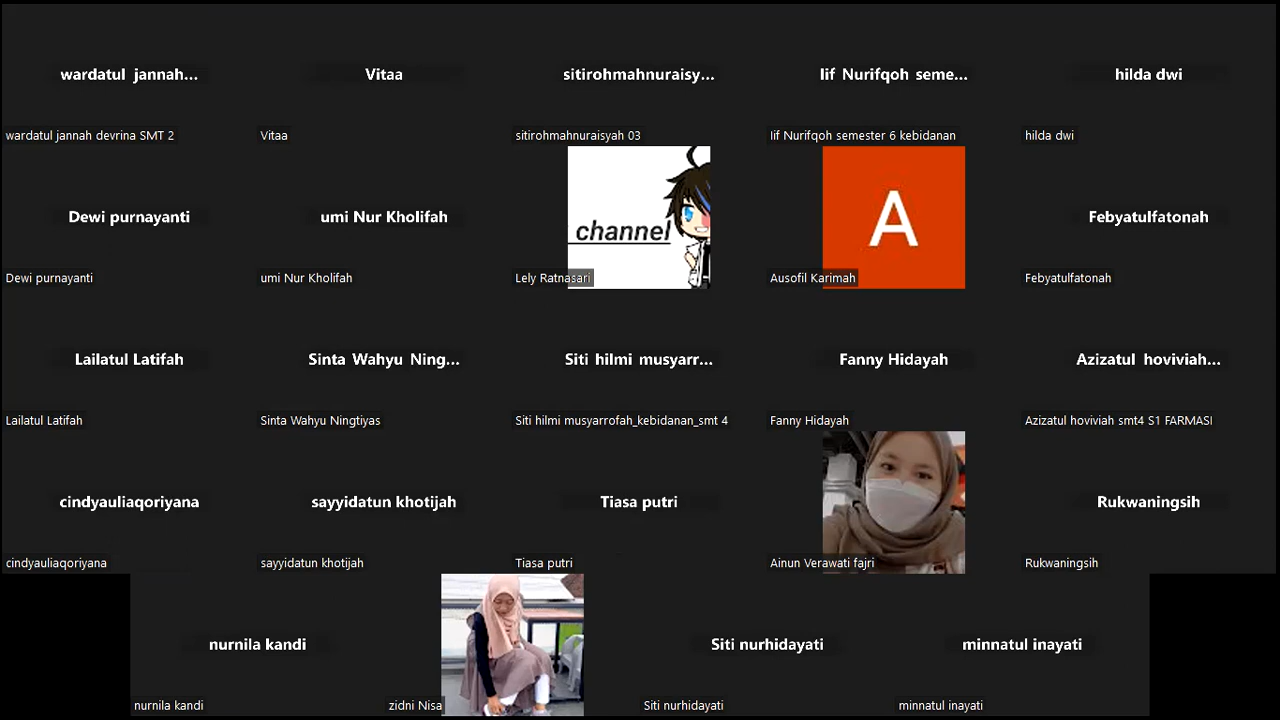 wardatul jannah...
Vitaa
sitirohmahnuraisy...
Iif Nurifqoh seme...
hilda dwi
wardatul jannah devrina SMT 2
Vitaa
sitirohmahnuraisyah 03
Iif Nurifqoh semester 6 kebidanan
hilda dwi
Dewi purnayanti
umi Nur Kholifah
channel
A
Febyatulfatonah
Dewi purnayanti
umi Nur Kholifah
Lely Ratnasari
Ausofil Karimah
Febyatulfatonah
Lailatul Latifah
Sinta Wahyu Ning...
Siti hilmi musyarr...
Fanny Hidayah
Azizatul hoviviah...
Lailatul Latifah
Sinta Wahyu Ningtiyas
Siti hilmi musyarrofah_kebidanan_smt 4
Fanny Hidayah
Azizatul hoviviah smt4 S1 FARMASI
cindyauliaqoriyana
sayyidatun khotijah
Tiasa putri
Rukwaningsih
cindyauliaqoriyana
sayyidatun khotijah
Tiasa putri
Ainun Verawati fajri
Rukwaningsih
nurnila kandi
Siti nurhidayati
minnatul inayati
nurnila kandi
zidni Nisa
Siti nurhidayati
minnatul inayati